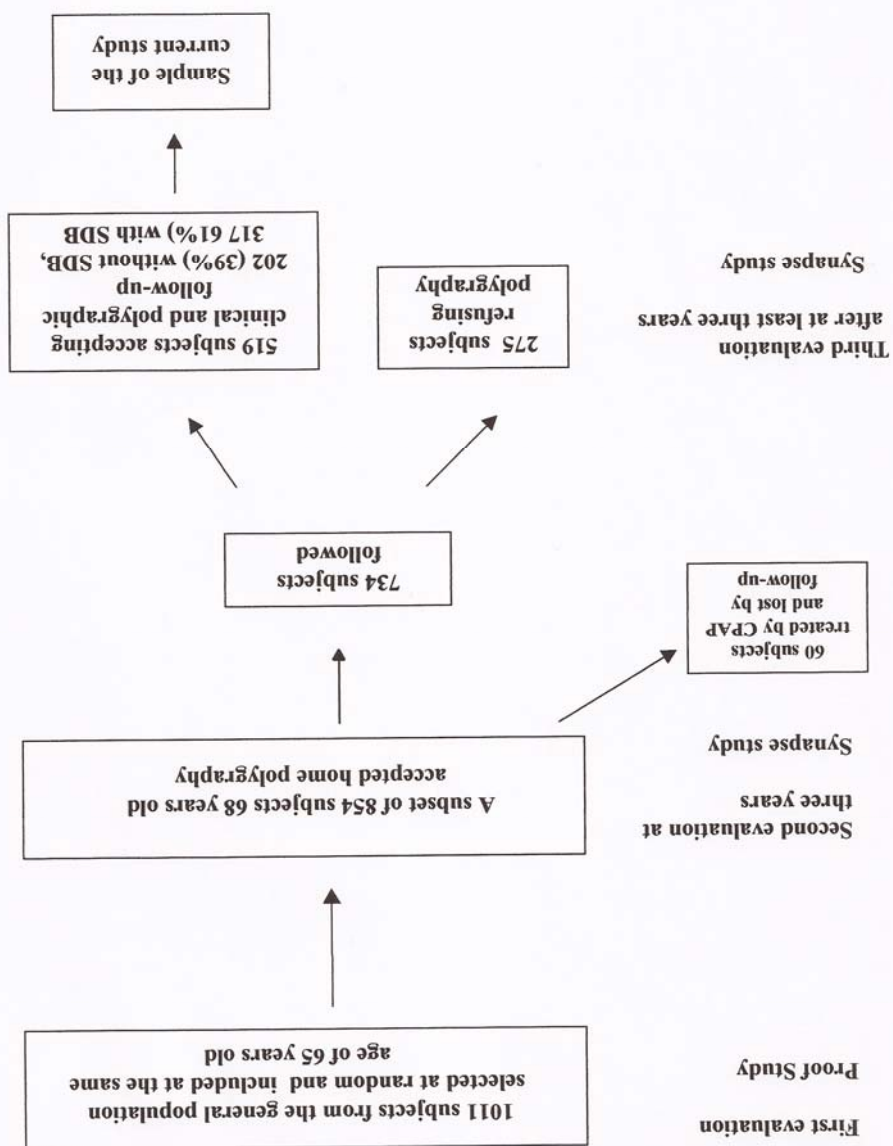 First evaluation
Proof Study
1011 subjects from the general population
selected at random and included at the same
age of 65 years old
Second evaluation at
three years
Synapse study
A subset of 854 subjects 68 years old
accepted home polygraphy
60 subjects
treated by CPAP
and lost by
follow-up
734 subjects
followed
Third evaluation
after at least three years
Synapse study
275 subjects
refusing
polygraphy
519 subjects accepting
clinical and polygraphic
follow-up
202 (39%) without SDB,
317 61%) with SDB
Sample of the
current study